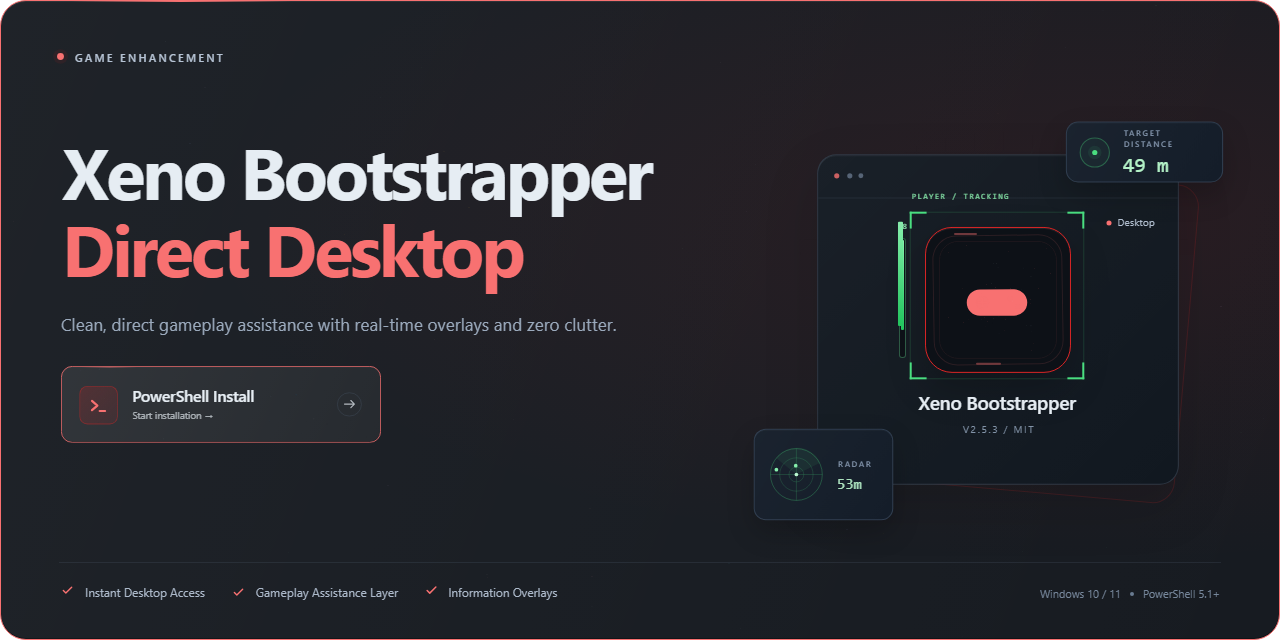 GAME ENHANCEMENT
Xeno Bootstrapper
Direct Desktop
Clean, direct gameplay assistance with real-time overlays and zero clutter.
PowerShell Install
Start installation →
TARGET
DISTANCE
49 m
PLAYER / TRACKING
Desktop
Xeno Bootstrapper
V2.5.3 / MIT
RADAR
53m
Instant Desktop Access
Gameplay Assistance Layer
Information Overlays
Windows 10 / 11 • PowerShell 5.1+